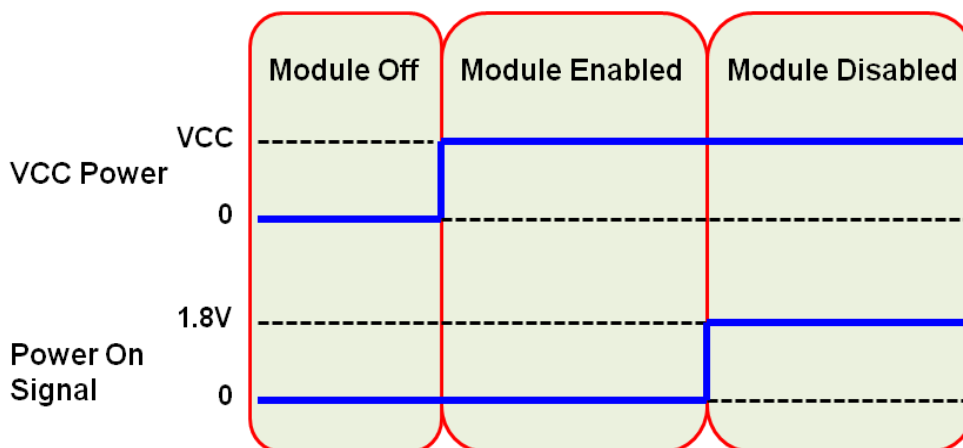 Module Off
Module Enabled
Module Disabled
VCC
VCC Power
0
1.8V
Power On
Signal
0